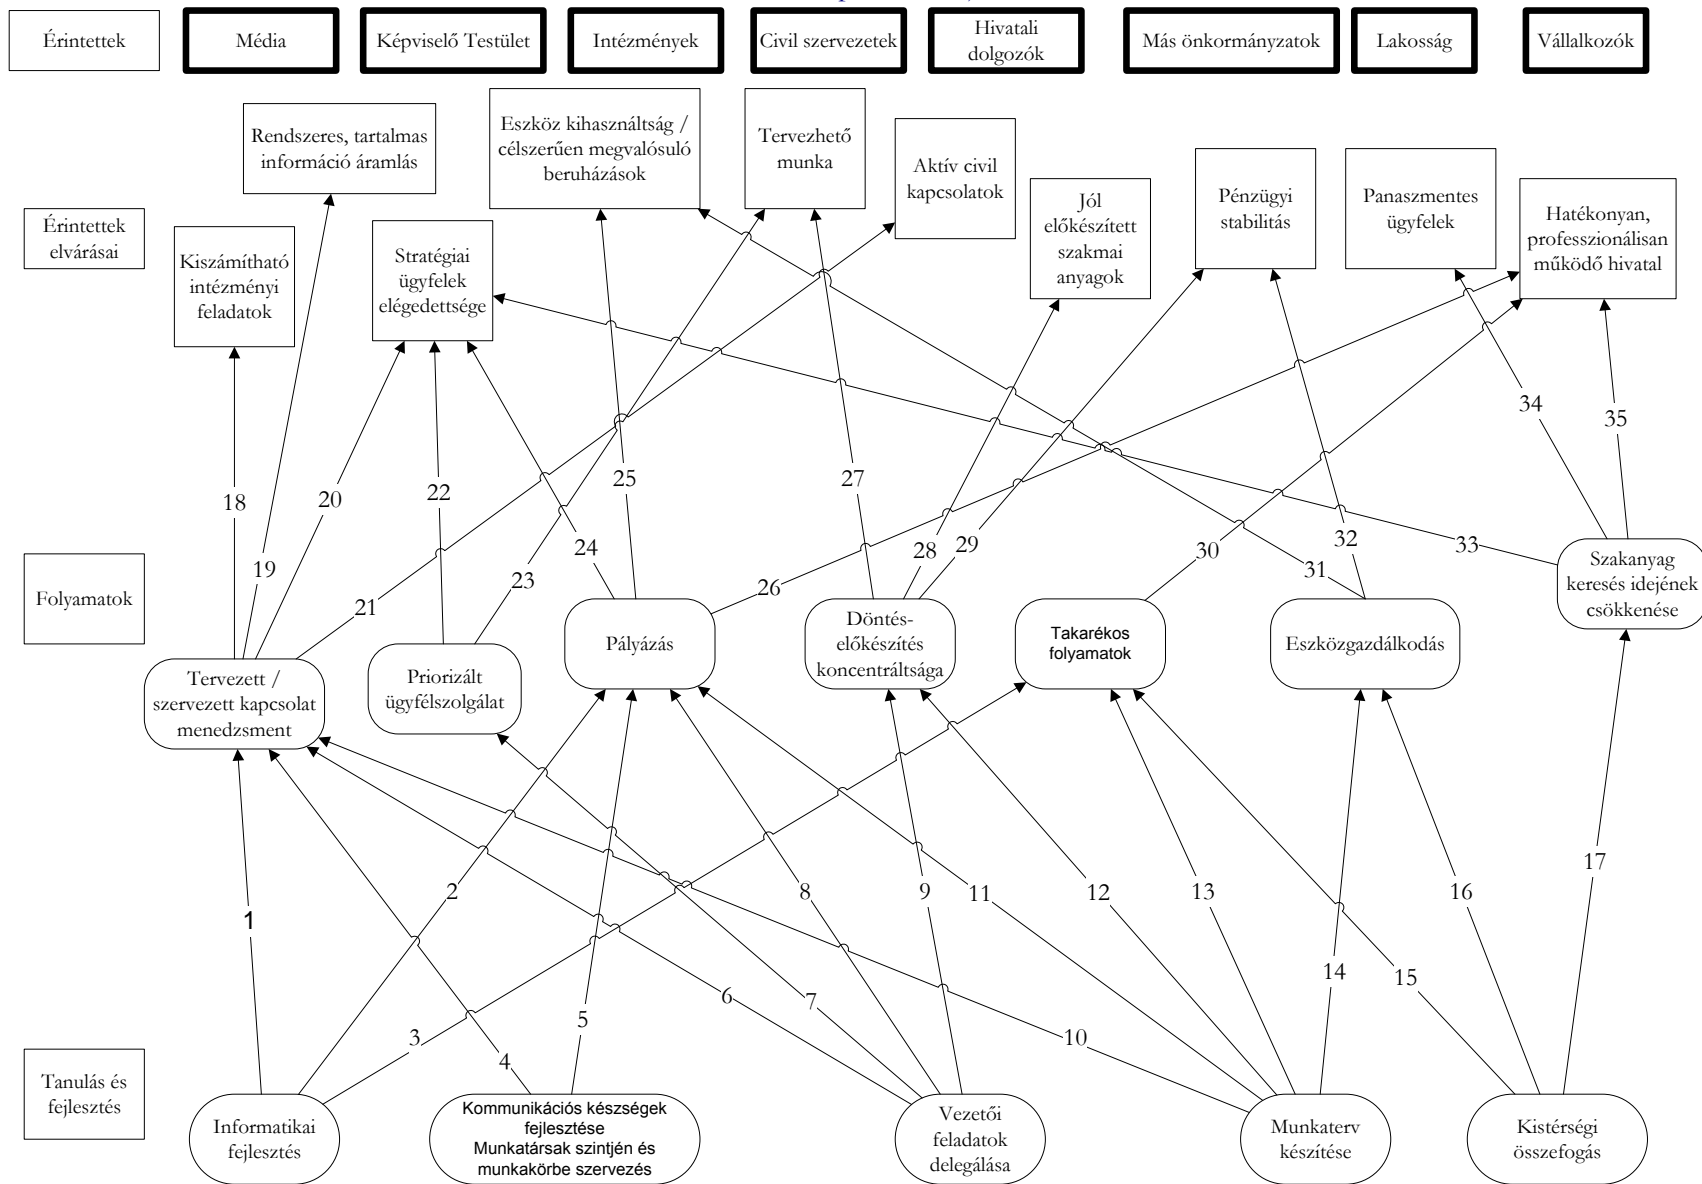 Érintettek
Média
Képviselő Testület
Intézmények
Civil szervezetek
Hivatali
dolgozók
Más önkormányzatok
Lakosság
Vállalkozók
Rendszeres, tartalmas
információ áramlás
Eszköz kihasználtság /
célszerűen megvalósuló
beruházások
Tervezhető
munka
Aktív civil
kapcsolatok
Érintettek
elvárásai
Kiszámítható
intézményi
feladatok
Stratégiai
ügyfelek
elégedettsége
Jól
előkészített
szakmai
anyagok
Pénzügyi
stabilitás
Panaszmentes
ügyfelek
Hatékonyan,
professzionálisan
működő hivatal
18
19
20
21
22
23
24
25
26
27
28
29
30
31
32
33
34
35
Folyamatok
Tervezett /
szervezett kapcsolat
menedzsment
Priorizált
ügyfélszolgálat
Pályázás
Döntés-
előkészítés
koncentráltsága
Takarékos
folyamatok
Eszközgazdálkodás
Szakanyag
keresés idejének
csökkenése
1
2
3
4
5
6
7
8
9
10
11
12
13
14
15
16
17
Tanulás és
fejlesztés
Informatikai
fejlesztés
Kommunikációs készségek
fejlesztése
Munkatársak szintjén és
munkakörbe szervezés
Vezetői
feladatok
delegálása
Munkaterv
készítése
Kistérségi
összefogás